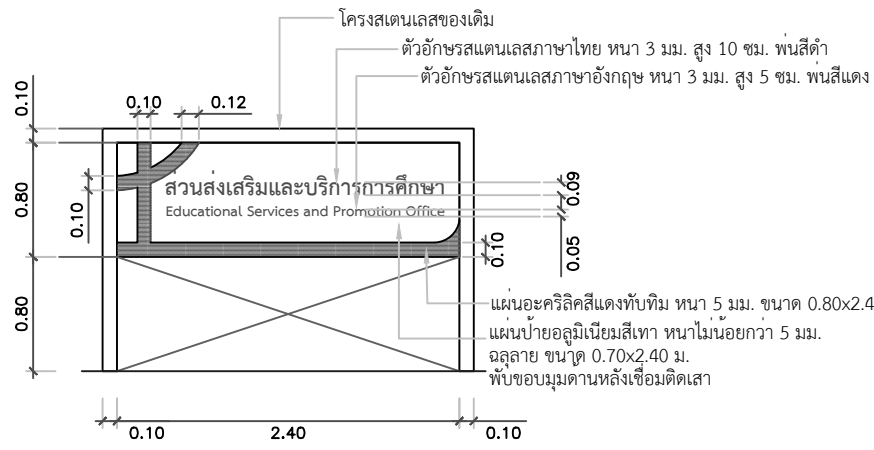 โครงสเตนเลสของเดิม
ตัวอักษรสแตนเลสภาษาไทย หนา 3 มม. สูง 10 ซม. พ่นสีดำ
ตัวอักษรสแตนเลสภาษาอังกฤษ หนา 3 มม. สูง 5 ซม. พ่นสีแดง
0.10
0.10
0.12
0.80
0.10
ส่วนส่งเสริมและบริการการศึกษา
Educational Services and Promotion Office
0.09
0.05
0.10
0.80
แผ่นอะคริลิคสีแดงทับทิม หนา 5 มม. ขนาด 0.80x2.4
แผ่นป้ายอลูมิเนียมสีเทา หนาไม่น้อยกว่า 5 มม.
ฉลุลาย ขนาด 0.70x2.40 ม.
พับขอบมุมด้านหลังเชื่อมติดเสา
0.10
2.40
0.10